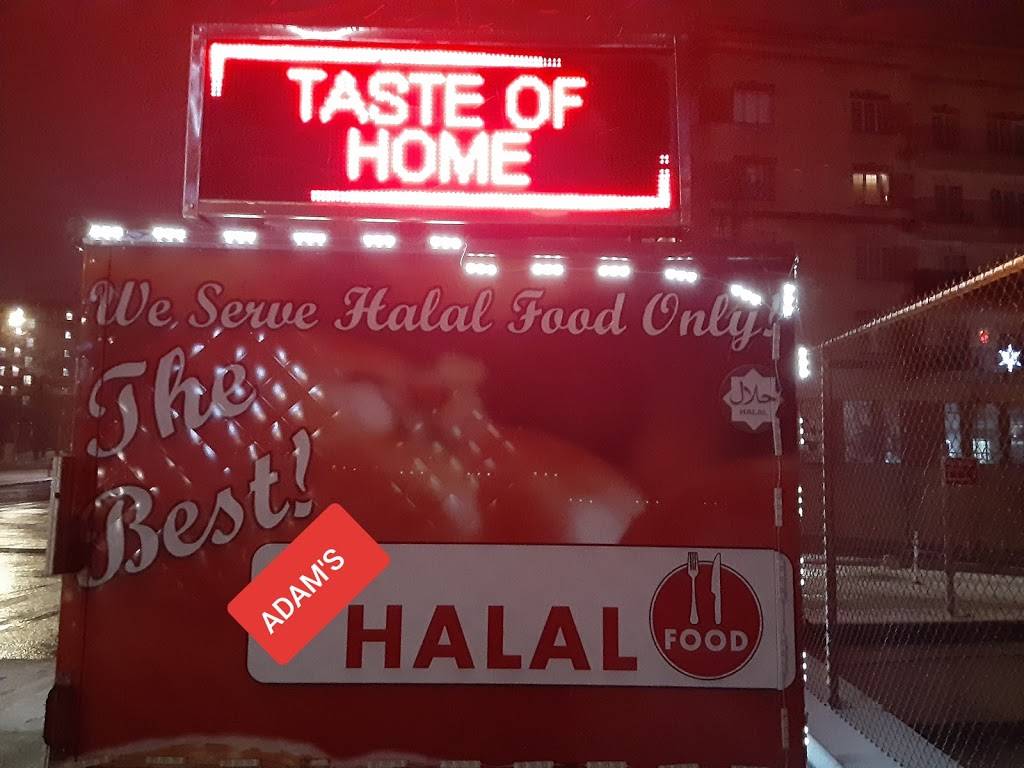 TASTE OF
HOME
We Serve Halal Food Only!
The
Best!
حلال
HALAL
ADAM'S
HALAL
FOOD